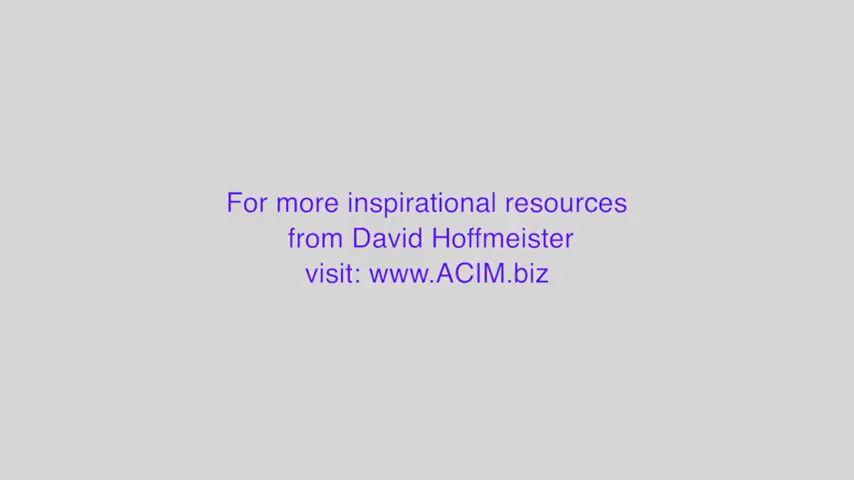 For more inspirational resources
from David Hoffmeister
visit: www.ACIM.biz